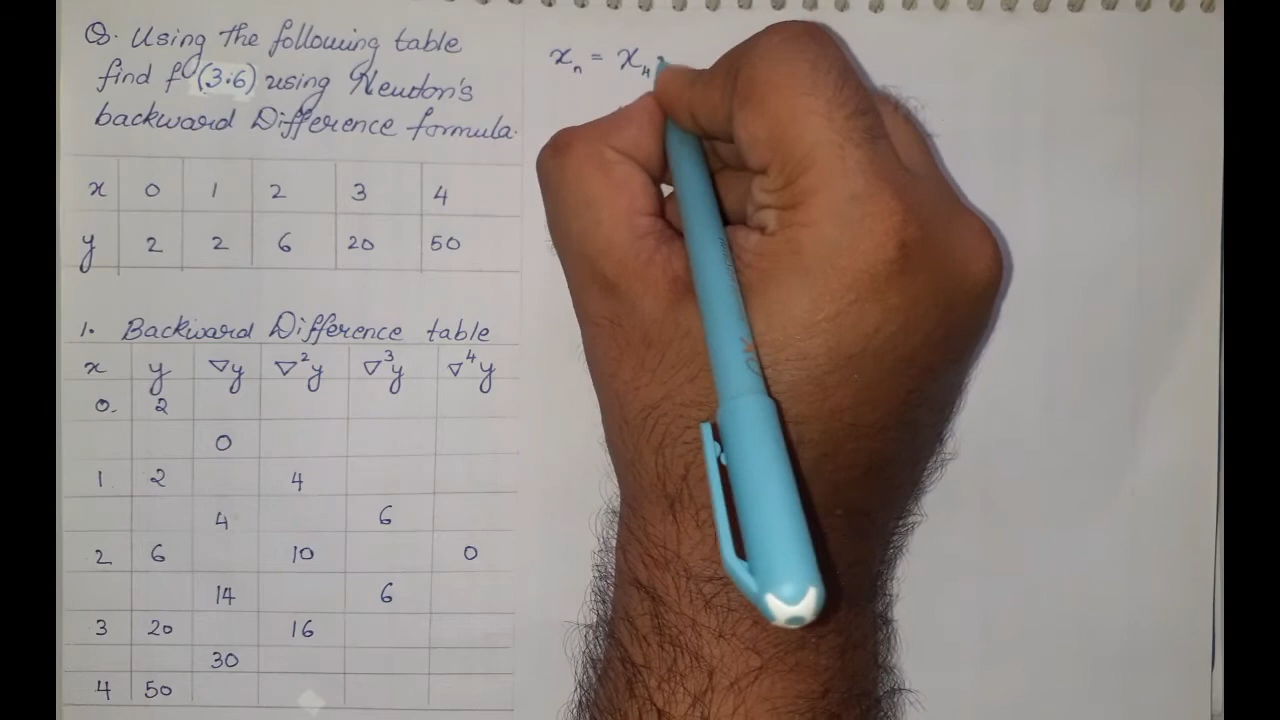 Q. Using the following table
find f (3.6) using Newton's
backward Difference formula.
x 0 1 2 3 4
y 2 2 6 20 50
1. Backward Difference table
x y ∇y ∇²y ∇³y ∇⁴y
0. 2
0
1 2 4
4 6
2 6 10 0
14 6
3 20 16
30
4 50
xₙ = x₄